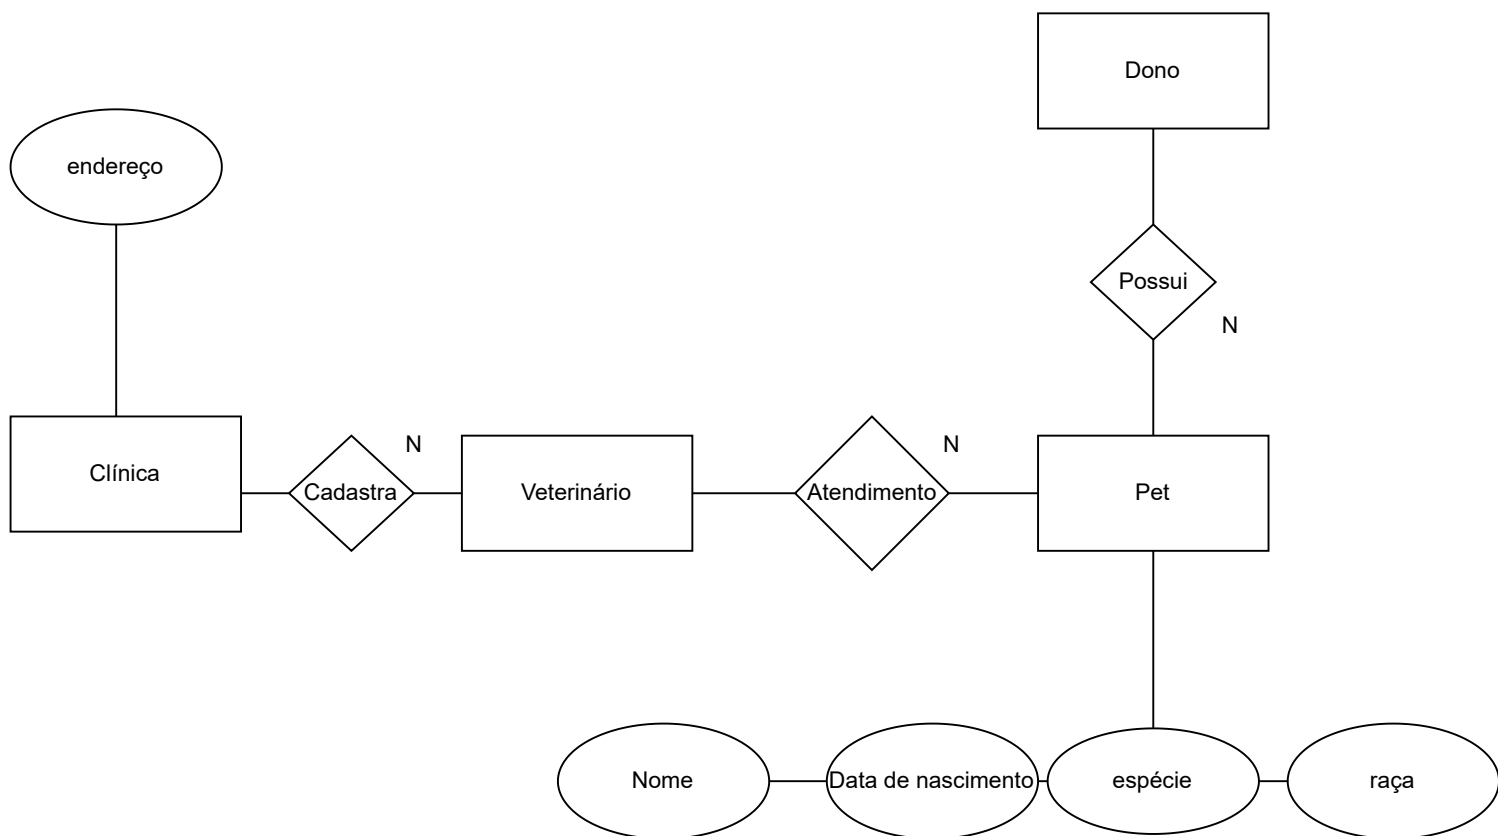 Dono
endereço
Possui
N
Clínica
Cadastra
N
Veterinário
Atendimento
N
Pet
Nome
Data de nascimento
espécie
raça